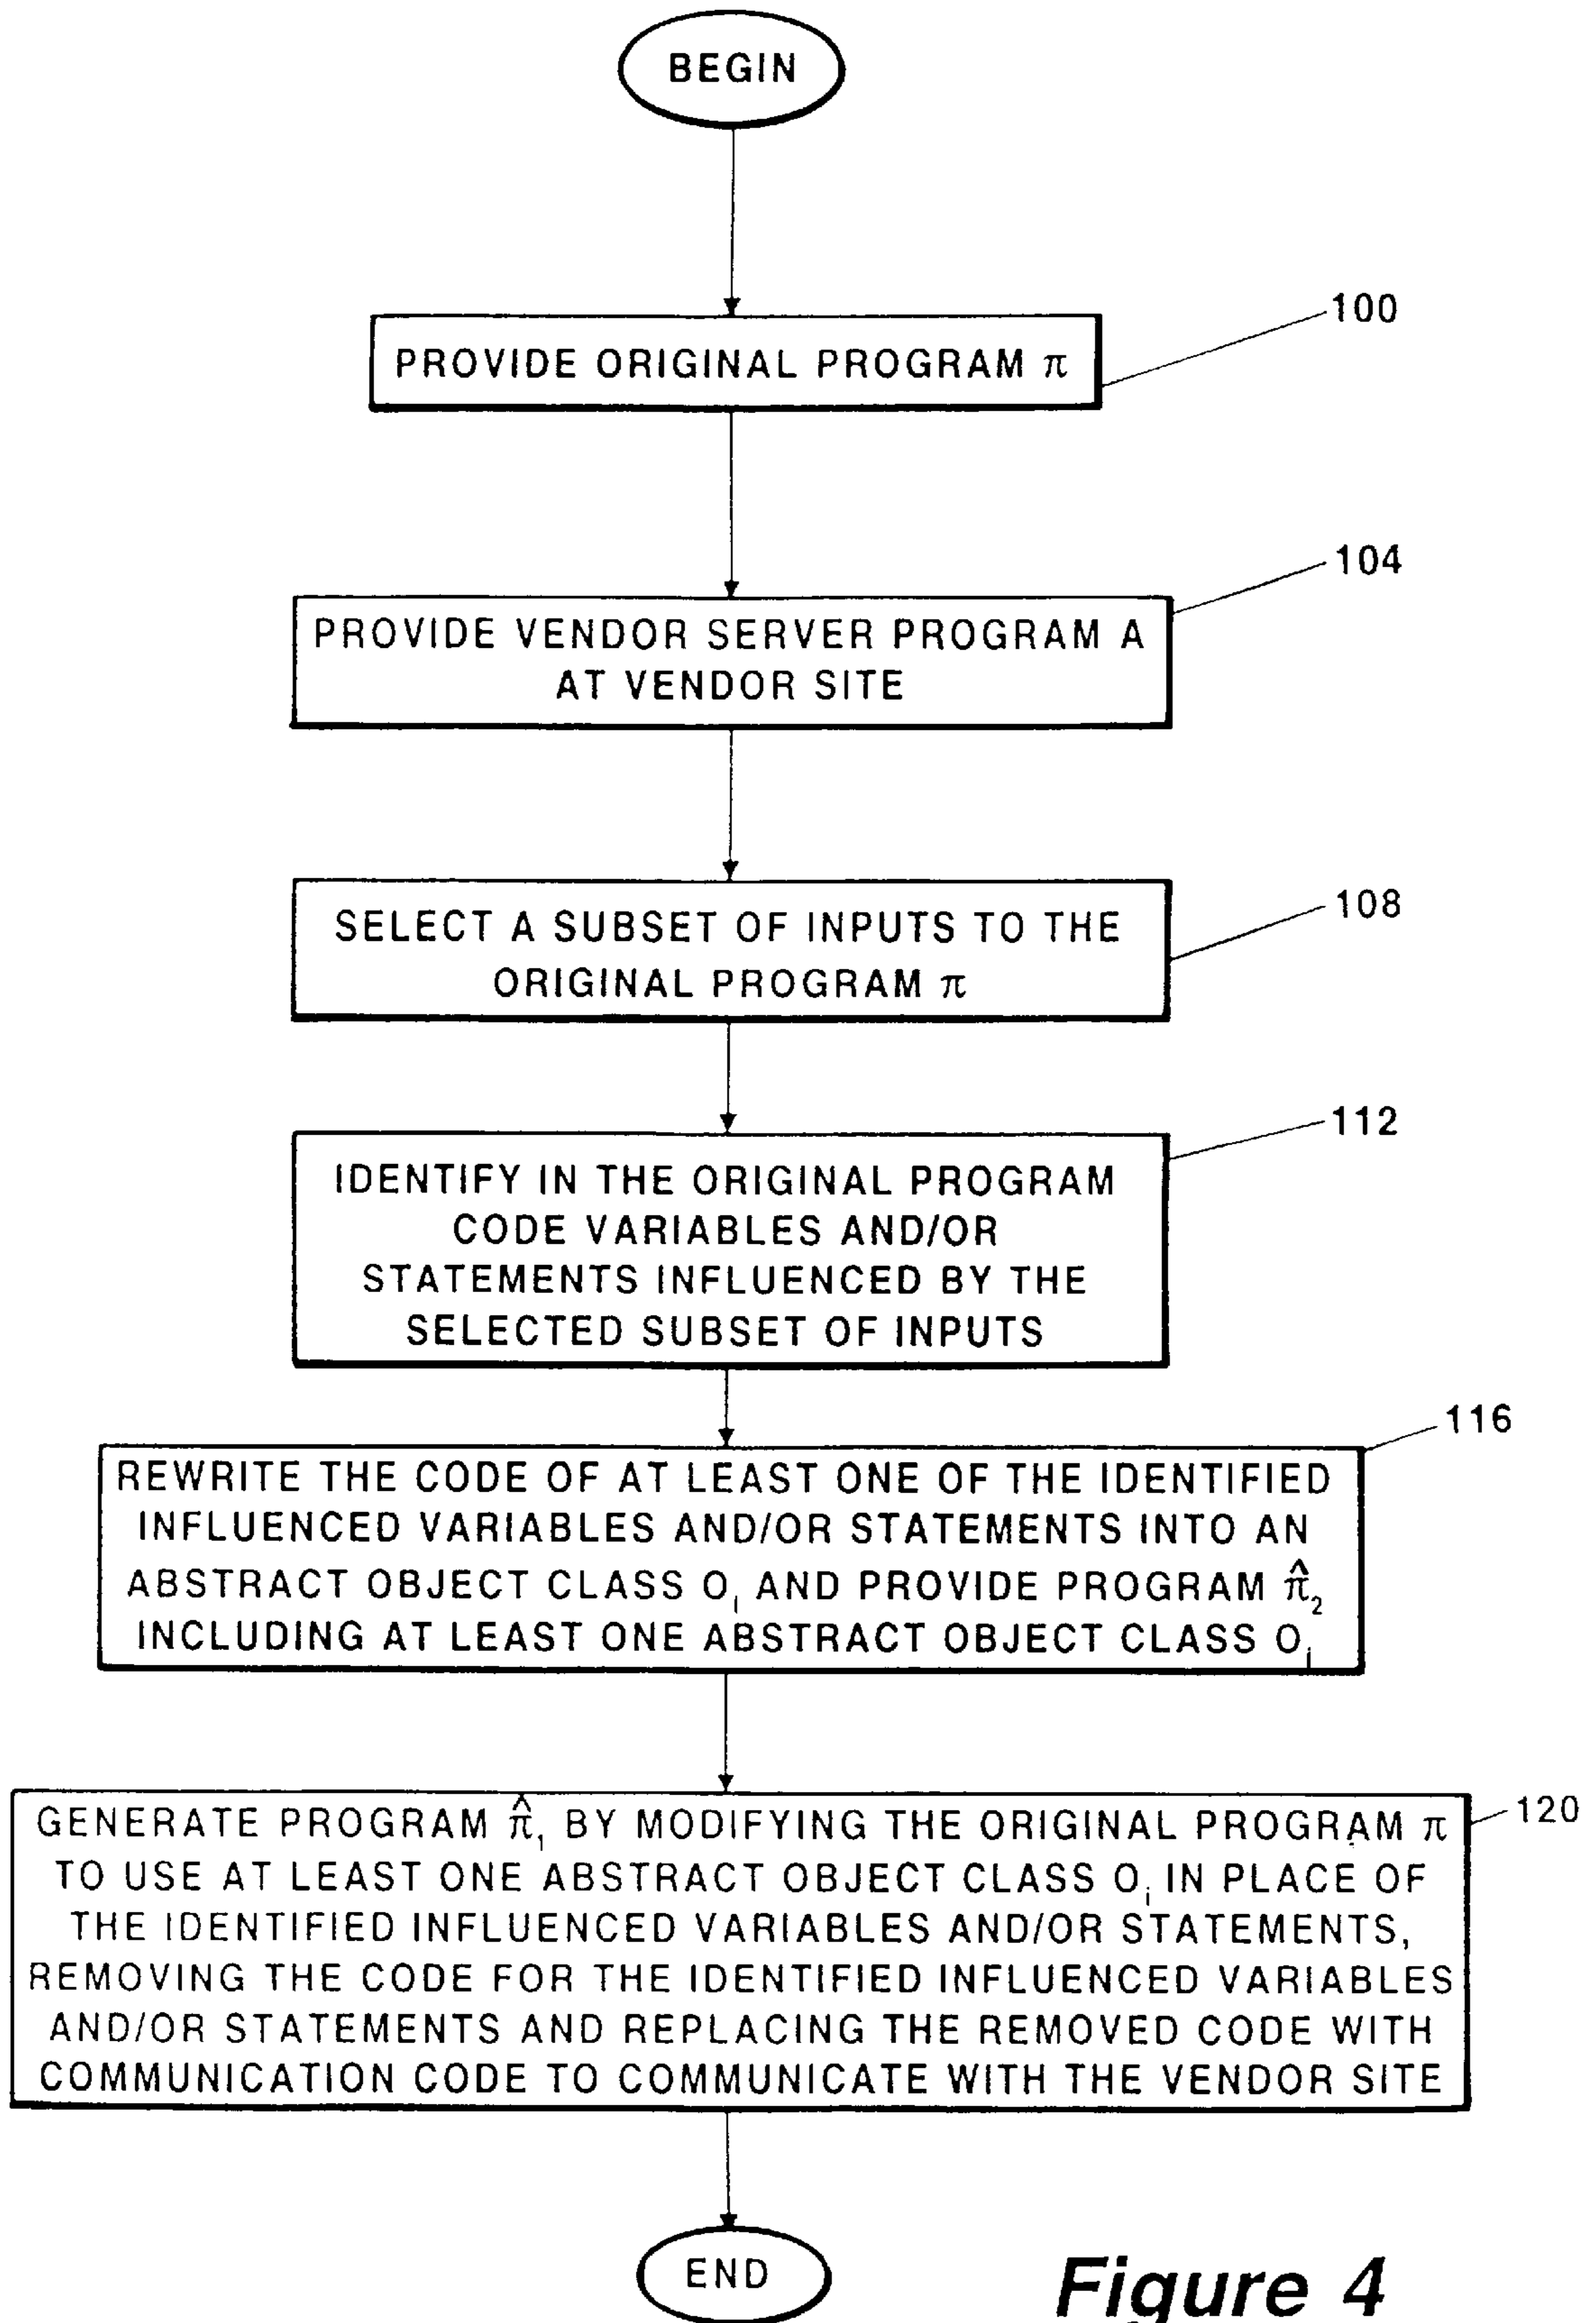 BEGIN
100
PROVIDE ORIGINAL PROGRAM π
104
PROVIDE VENDOR SERVER PROGRAM A
AT VENDOR SITE
108
SELECT A SUBSET OF INPUTS TO THE
ORIGINAL PROGRAM π
112
IDENTIFY IN THE ORIGINAL PROGRAM
CODE VARIABLES AND/OR
STATEMENTS INFLUENCED BY THE
SELECTED SUBSET OF INPUTS
116
REWRITE THE CODE OF AT LEAST ONE OF THE IDENTIFIED
INFLUENCED VARIABLES AND/OR STATEMENTS INTO AN
ABSTRACT OBJECT CLASS Oᵢ AND PROVIDE PROGRAM π̂₂
INCLUDING AT LEAST ONE ABSTRACT OBJECT CLASS Oᵢ
120
GENERATE PROGRAM π̂₁ BY MODIFYING THE ORIGINAL PROGRAM π
TO USE AT LEAST ONE ABSTRACT OBJECT CLASS Oᵢ IN PLACE OF
THE IDENTIFIED INFLUENCED VARIABLES AND/OR STATEMENTS,
REMOVING THE CODE FOR THE IDENTIFIED INFLUENCED VARIABLES
AND/OR STATEMENTS AND REPLACING THE REMOVED CODE WITH
COMMUNICATION CODE TO COMMUNICATE WITH THE VENDOR SITE
END
Figure 4